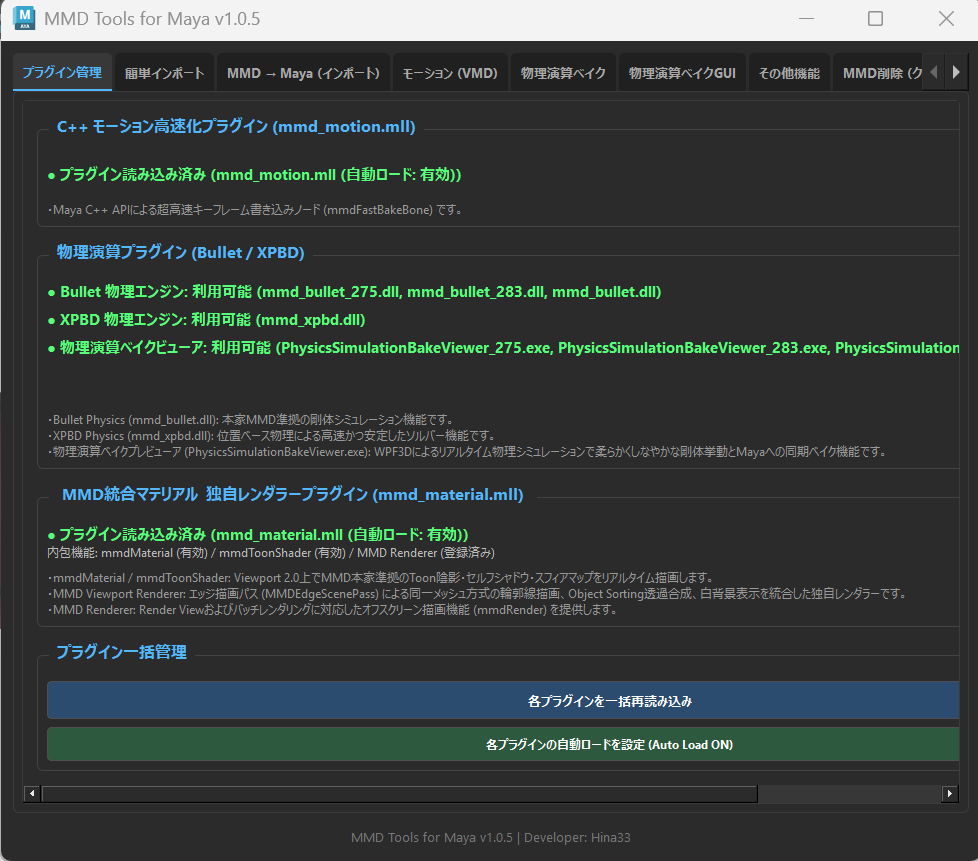 MMD Tools for Maya v1.0.5
プラグイン管理
簡単インポート
MMD → Maya (インポート)
モーション (VMD)
物理演算ベイク
物理演算ベイクGUI
その他機能
MMD削除 (ク
C++ モーション高速化プラグイン (mmd_motion.mll)
● プラグイン読み込み済み (mmd_motion.mll (自動ロード: 有効))
・Maya C++ APIによる超高速キーフレーム書き込みノード (mmdFastBakeBone) です。
物理演算プラグイン (Bullet / XPBD)
● Bullet 物理エンジン: 利用可能 (mmd_bullet_275.dll, mmd_bullet_283.dll, mmd_bullet.dll)
● XPBD 物理エンジン: 利用可能 (mmd_xpbd.dll)
● 物理演算ベイクビューア: 利用可能 (PhysicsSimulationBakeViewer_275.exe, PhysicsSimulationBakeViewer_283.exe, PhysicsSimulation
・Bullet Physics (mmd_bullet.dll): 本家MMD準拠の剛体シミュレーション機能です。
・XPBD Physics (mmd_xpbd.dll): 位置ベース物理による高速かつ安定したソルバー機能です。
・物理演算ベイクプレビューア (PhysicsSimulationBakeViewer.exe): WPF3Dによるリアルタイム物理シミュレーションで柔らかくしなやかな剛体挙動とMayaへの同期ベイク機能です。
MMD統合マテリアル 独自レンダラープラグイン (mmd_material.mll)
● プラグイン読み込み済み (mmd_material.mll (自動ロード: 有効))
内包機能: mmdMaterial (有効) / mmdToonShader (有効) / MMD Renderer (登録済み)
・mmdMaterial / mmdToonShader: Viewport 2.0上でMMD本家準拠のToon陰影・セルフシャドウ・スフィアマップをリアルタイム描画します。
・MMD Viewport Renderer: エッジ描画パス (MMDEdgeScenePass) による同一メッシュ方式の輪郭線描画、Object Sorting透過合成、白背景表示を統合した独自レンダラーです。
・MMD Renderer: Render Viewおよびバッチレンダリングに対応したオフスクリーン描画機能 (mmdRender) を提供します。
プラグイン一括管理
各プラグインを一括再読み込み
各プラグインの自動ロードを設定 (Auto Load ON)
MMD Tools for Maya v1.0.5 | Developer: Hina33